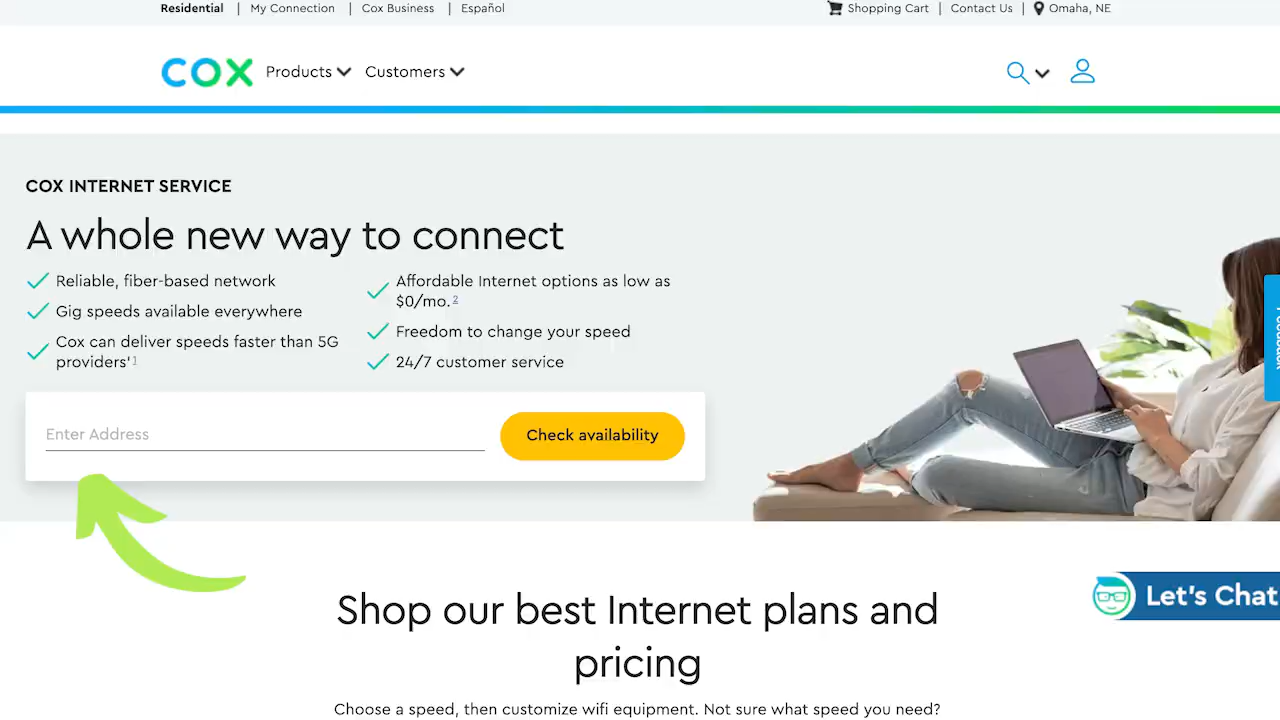 Residential | My Connection | Cox Business | Español
Shopping Cart | Contact Us | Omaha, NE
COX Products Customers
COX INTERNET SERVICE
A whole new way to connect
Reliable, fiber-based network
Gig speeds available everywhere
Cox can deliver speeds faster than 5G
providers'1
Affordable Internet options as low as
$0/mo.2
Freedom to change your speed
24/7 customer service
Enter Address
Check availability
Let's Chat
Shop our best Internet plans and
pricing
Choose a speed, then customize wifi equipment. Not sure what speed you need?